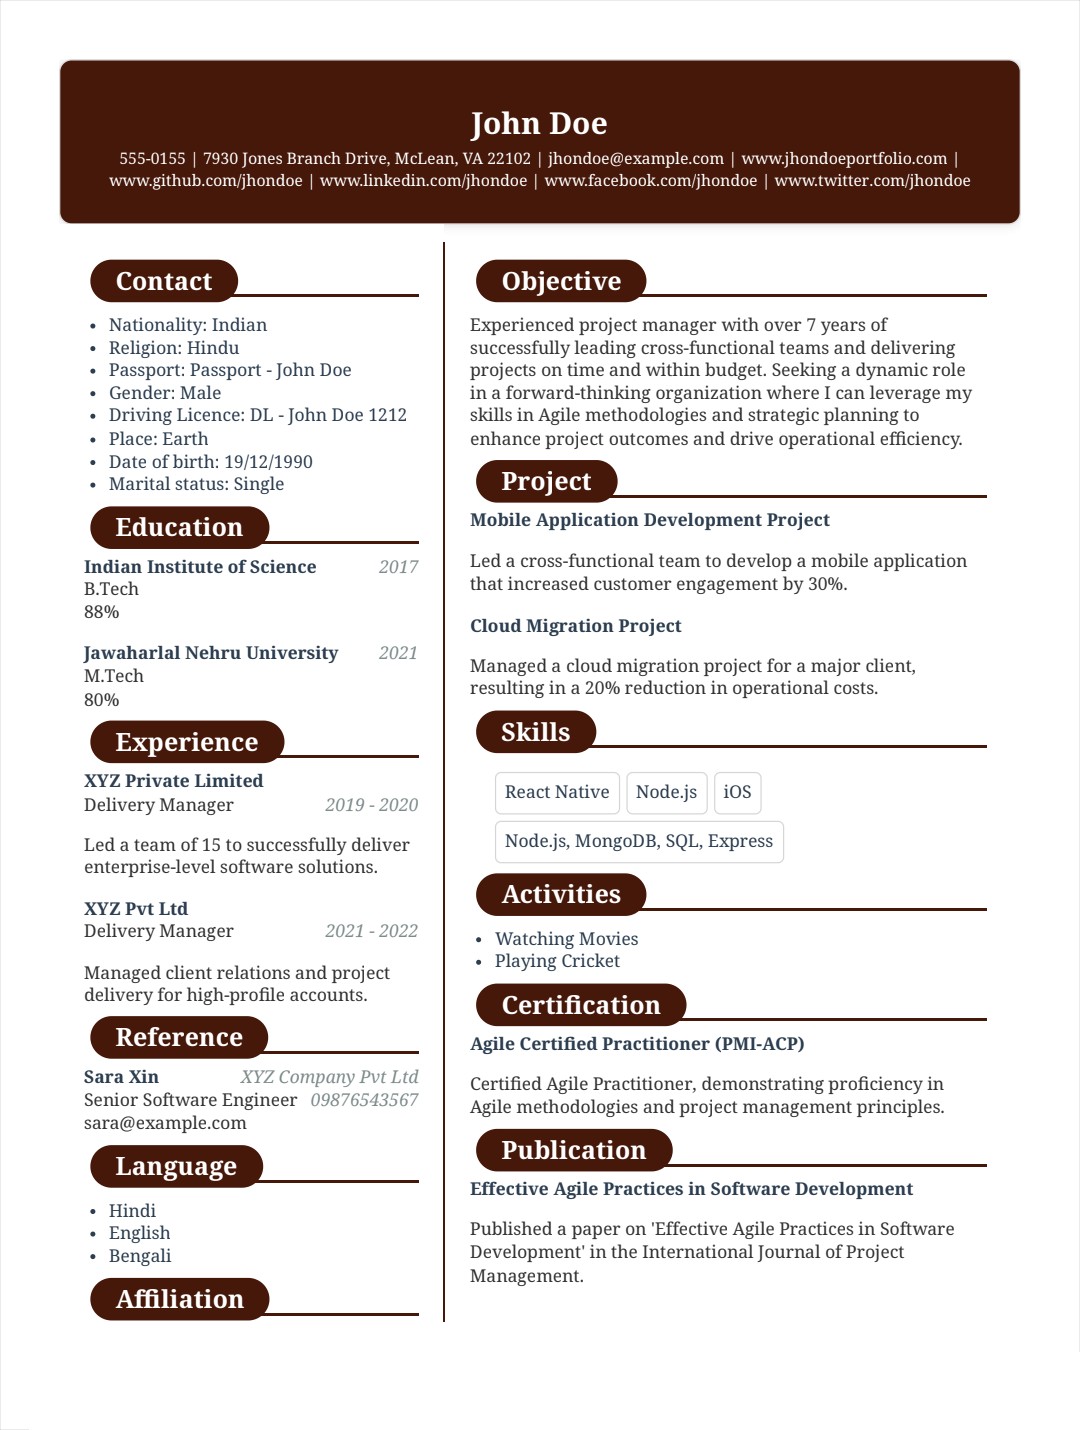 John Doe
555-0155 | 7930 Jones Branch Drive, McLean, VA 22102 | jhondoe@example.com | www.jhondoeportfolio.com |
www.github.com/jhondoe | www.linkedin.com/jhondoe | www.facebook.com/jhondoe | www.twitter.com/jhondoe
Contact
• Nationality: Indian
• Religion: Hindu
• Passport: Passport - John Doe
• Gender: Male
• Driving Licence: DL - John Doe 1212
• Place: Earth
• Date of birth: 19/12/1990
• Marital status: Single
Education
Indian Institute of Science 2017
B.Tech
88%
Jawaharlal Nehru University 2021
M.Tech
80%
Experience
XYZ Private Limited
Delivery Manager 2019 - 2020
Led a team of 15 to successfully deliver
enterprise-level software solutions.
XYZ Pvt Ltd
Delivery Manager 2021 - 2022
Managed client relations and project
delivery for high-profile accounts.
Reference
Sara Xin XYZ Company Pvt Ltd
Senior Software Engineer 09876543567
sara@example.com
Language
• Hindi
• English
• Bengali
Affiliation
Objective
Experienced project manager with over 7 years of
successfully leading cross-functional teams and delivering
projects on time and within budget. Seeking a dynamic role
in a forward-thinking organization where I can leverage my
skills in Agile methodologies and strategic planning to
enhance project outcomes and drive operational efficiency.
Project
Mobile Application Development Project
Led a cross-functional team to develop a mobile application
that increased customer engagement by 30%.
Cloud Migration Project
Managed a cloud migration project for a major client,
resulting in a 20% reduction in operational costs.
Skills
React Native Node.js iOS
Node.js, MongoDB, SQL, Express
Activities
• Watching Movies
• Playing Cricket
Certification
Agile Certified Practitioner (PMI-ACP)
Certified Agile Practitioner, demonstrating proficiency in
Agile methodologies and project management principles.
Publication
Effective Agile Practices in Software Development
Published a paper on 'Effective Agile Practices in Software
Development' in the International Journal of Project
Management.